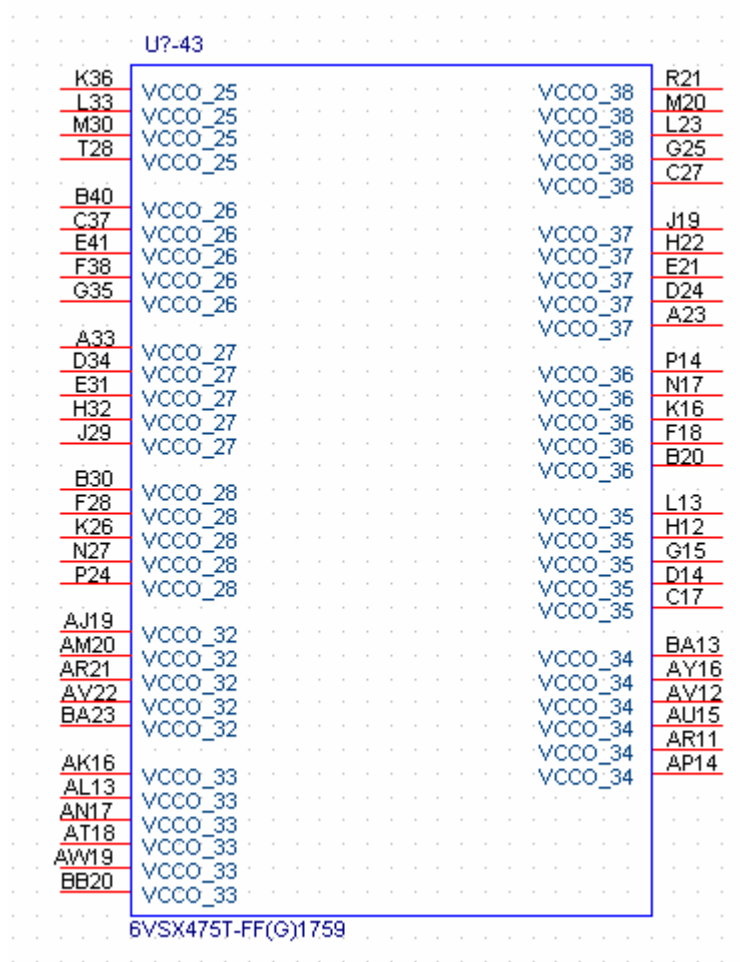 U?-43
K36 VCCO_25 VCCO_38 R21
L33 VCCO_25 VCCO_38 M20
M30 VCCO_25 VCCO_38 L23
T28 VCCO_25 VCCO_38 G25
VCCO_38 C27
B40 VCCO_26
C37 VCCO_26 VCCO_37 J19
E41 VCCO_26 VCCO_37 H22
F38 VCCO_26 VCCO_37 E21
G35 VCCO_26 VCCO_37 D24
VCCO_37 A23
A33 VCCO_27
D34 VCCO_27 VCCO_36 P14
E31 VCCO_27 VCCO_36 N17
H32 VCCO_27 VCCO_36 K16
J29 VCCO_27 VCCO_36 F18
VCCO_36 B20
B30 VCCO_28
F28 VCCO_28 VCCO_35 L13
K26 VCCO_28 VCCO_35 H12
N27 VCCO_28 VCCO_35 G15
P24 VCCO_28 VCCO_35 D14
VCCO_35 C17
AJ19 VCCO_32
AM20 VCCO_32 VCCO_34 BA13
AR21 VCCO_32 VCCO_34 AY16
AV22 VCCO_32 VCCO_34 AV12
BA23 VCCO_32 VCCO_34 AU15
VCCO_34 AR11
AK16 VCCO_33 VCCO_34 AP14
AL13 VCCO_33
AN17 VCCO_33
AT18 VCCO_33
AW19 VCCO_33
BB20 VCCO_33
6VSX475T-FF(G)1759